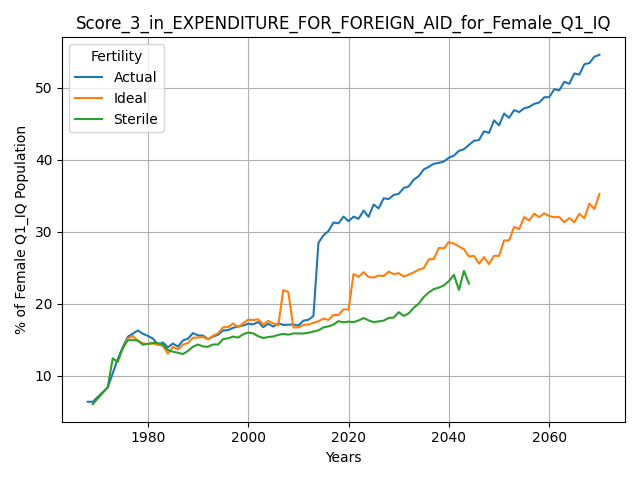 Score_3_in_EXPENDITURE_FOR_FOREIGN_AID_for_Female_Q1_IQ
Fertility
Actual
Ideal
Sterile
% of Female Q1_IQ Population
50
40
30
20
10
1980 2000 2020 2040 2060
Years